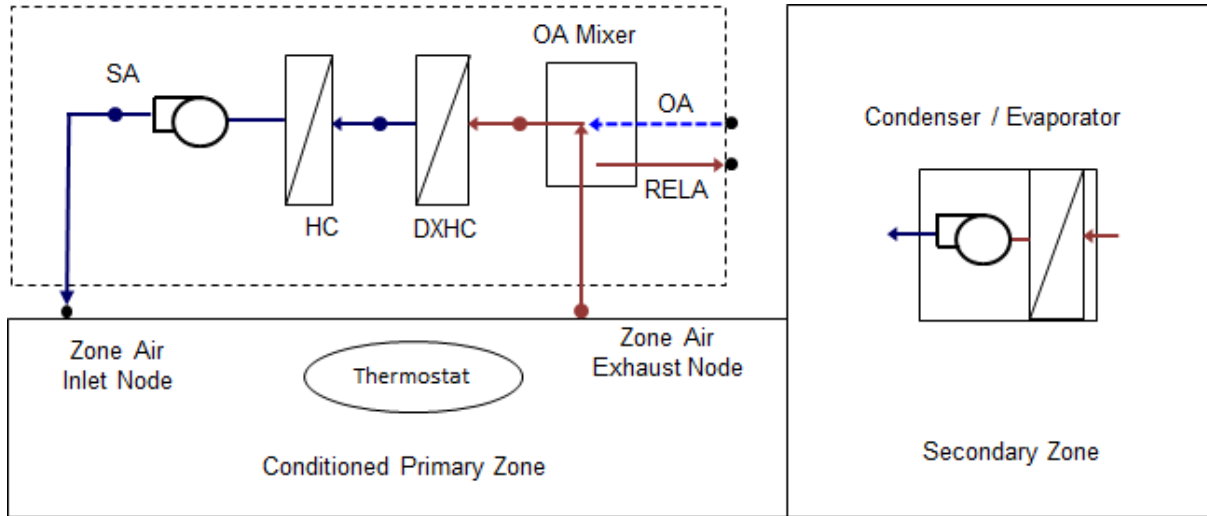 OA Mixer
SA
OA
RELA
HC
DXHC
Zone Air
Inlet Node
Thermostat
Zone Air
Exhaust Node
Conditioned Primary Zone
Condenser / Evaporator
Secondary Zone